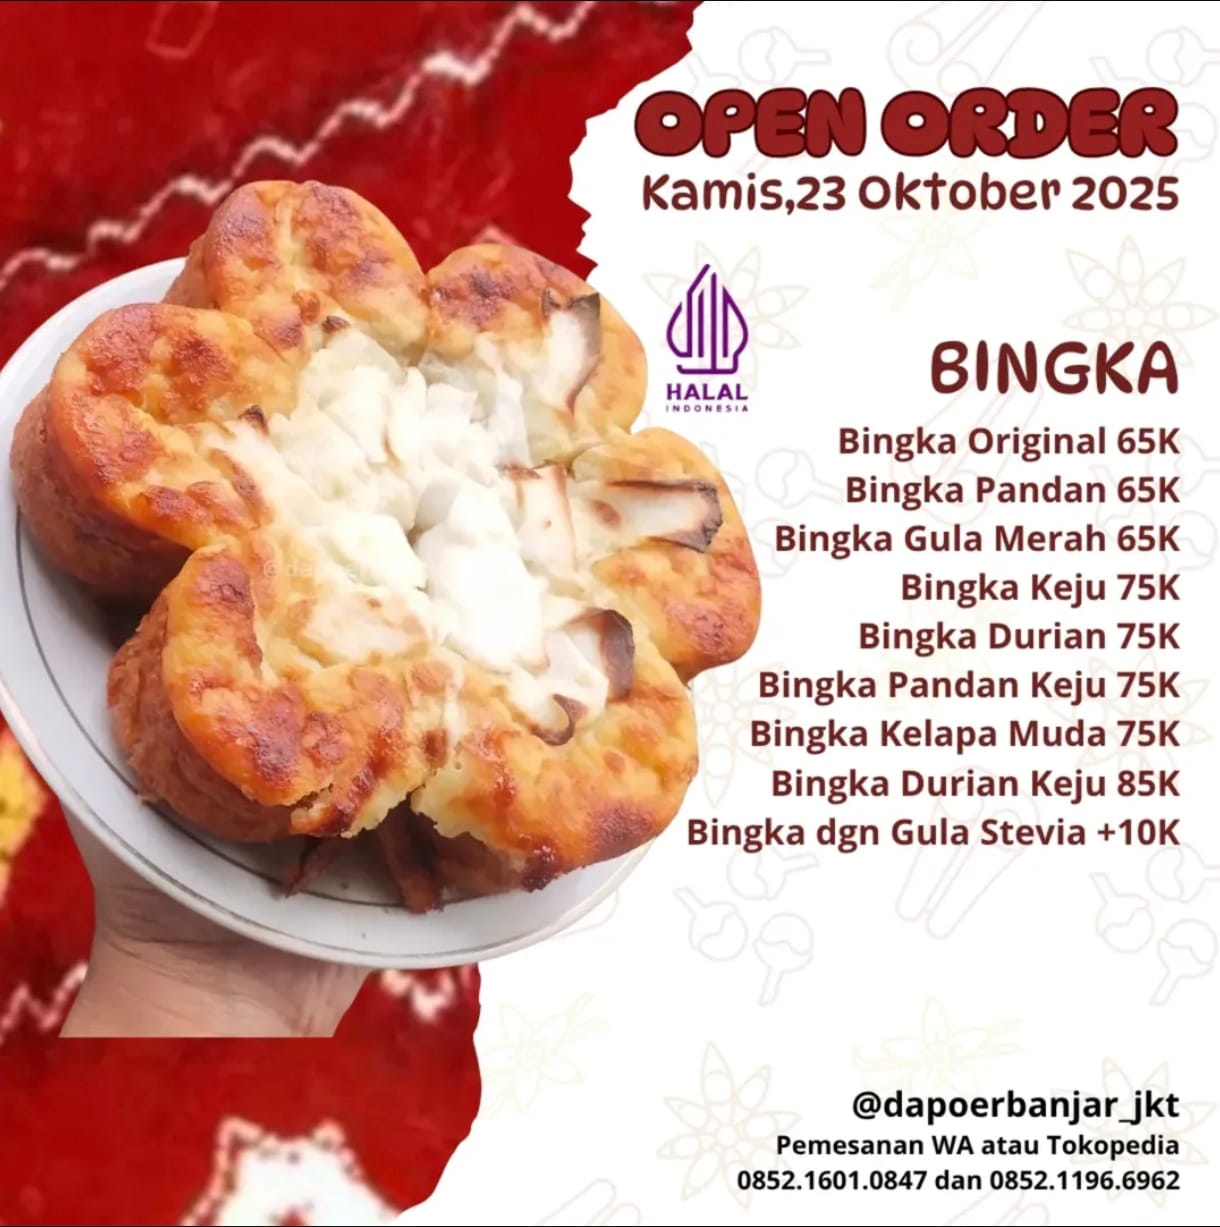 OPEN ORDER
Kamis,23 Oktober 2025
HALAL
INDONESIA
BINGKA
Bingka Original 65K
Bingka Pandan 65K
Bingka Gula Merah 65K
Bingka Keju 75K
Bingka Durian 75K
Bingka Pandan Keju 75K
Bingka Kelapa Muda 75K
Bingka Durian Keju 85K
Bingka dgn Gula Stevia +10K
@dapoerbanjar_jkt
Pemesanan WA atau Tokopedia
0852.1601.0847 dan 0852.1196.6962